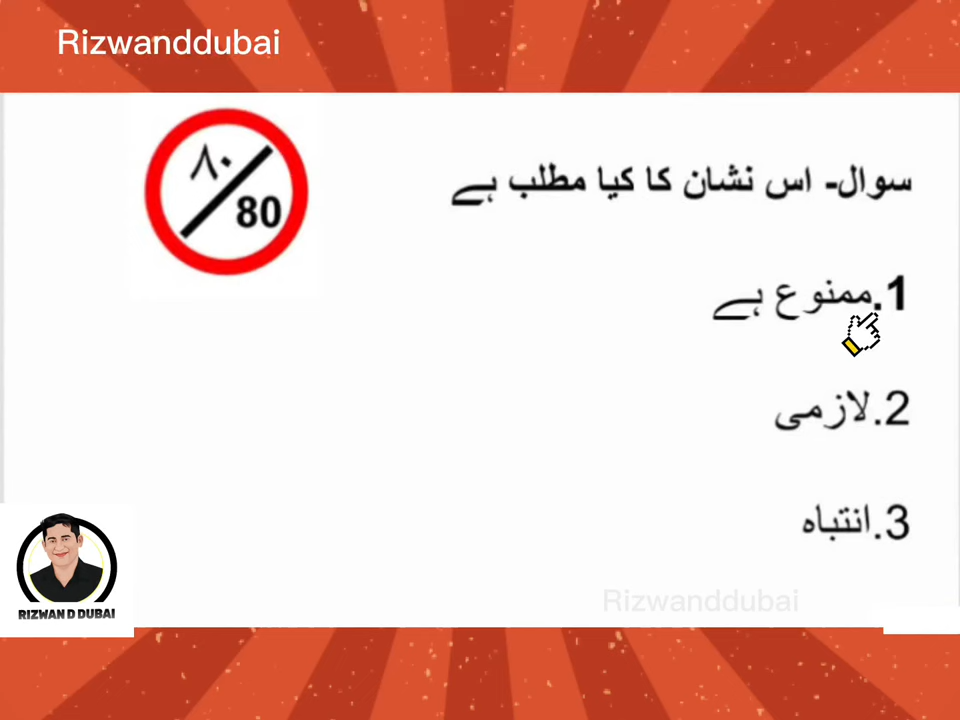 Rizwanddubai
۸۰
80
سوال- اس نشان کا کیا مطلب ہے
1.ممنوع ہے
2.لازمی
3.انتباہ
RIZWAN D DUBAI
Rizwanddubai